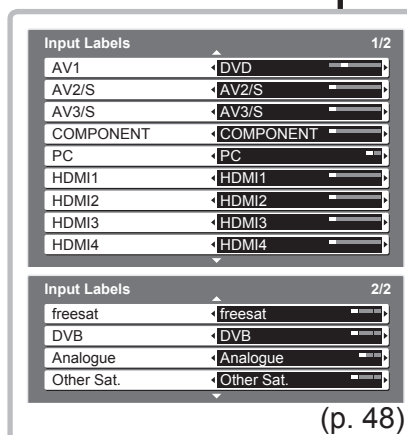 Input Labels 1/2
AV1 DVD
AV2/S AV2/S
AV3/S AV3/S
COMPONENT COMPONENT
PC PC
HDMI1 HDMI1
HDMI2 HDMI2
HDMI3 HDMI3
HDMI4 HDMI4
Input Labels 2/2
freesat freesat
DVB DVB
Analogue Analogue
Other Sat. Other Sat.
(p. 48)